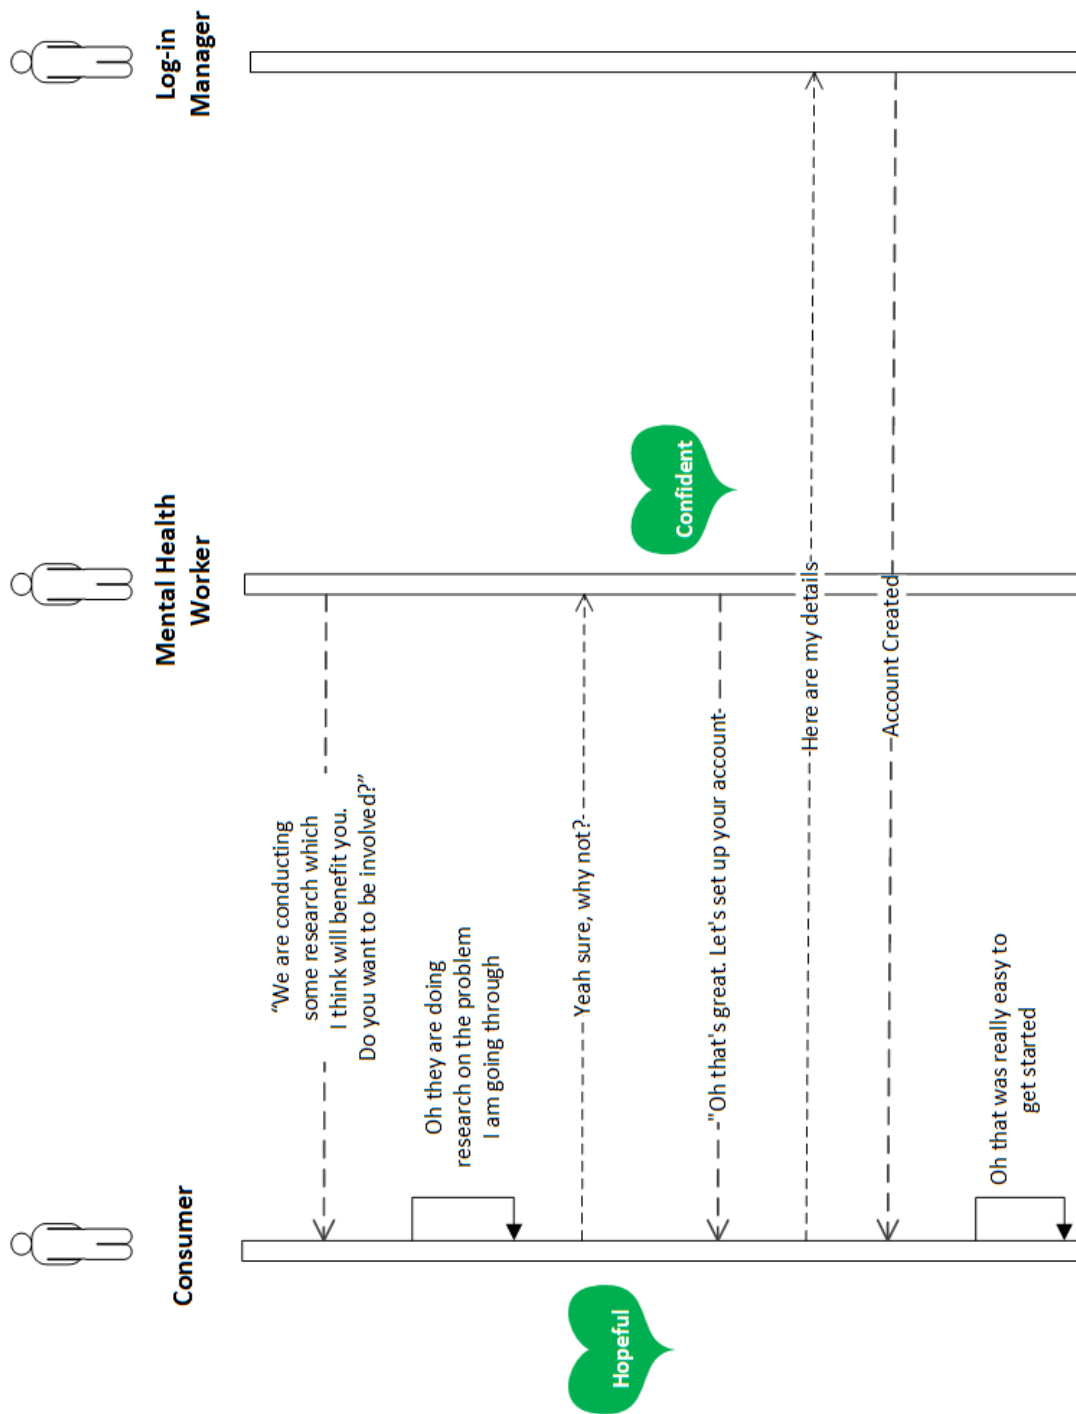 Consumer
Mental Health
Worker
Log-in
Manager
“We are conducting
some research which
I think will benefit you.
Do you want to be involved?”
Oh they are doing
research on the problem
I am going through
Yeah sure, why not?
Hopeful
Confident
"Oh that's great. Let's set up your account
Here are my details
Account Created
Oh that was really easy to
get started